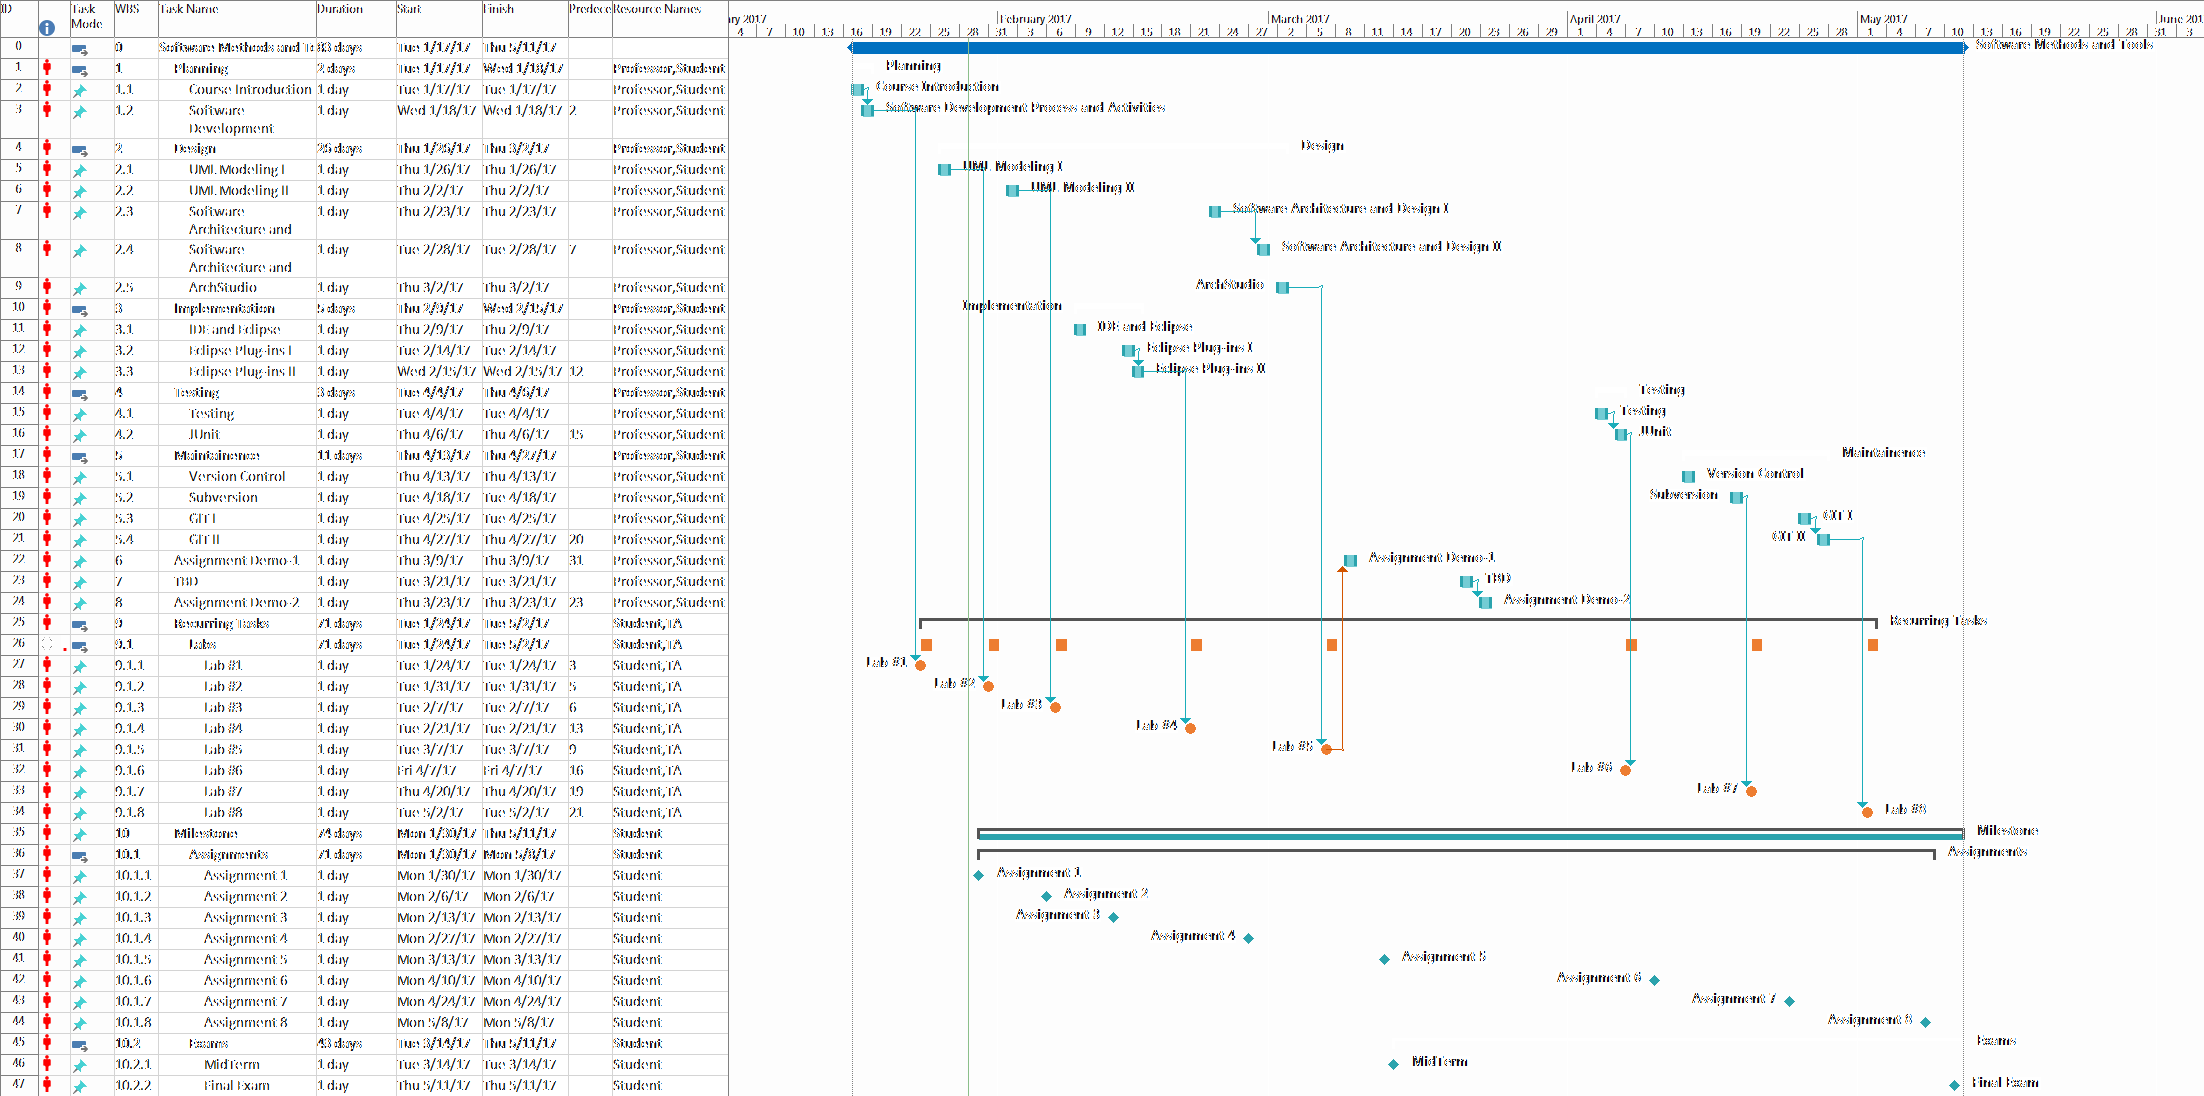 ID Task Mode WBS Task Name Duration Start Finish Predece Resource Names
ry 2017 February 2017 March 2017 April 2017 May 2017 June 201
4 7 10 13 16 19 22 25 28 31 3 6 9 12 15 18 21 24 27 2 5 8 11 14 17 20 23 26 29 1 4 7 10 13 16 19 22 25 28 1 4 7 10 13 16 19 22 25 28 31 3
0 0 Software Methods and To 83 days Tue 1/17/17 Thu 5/11/17 Software Methods and Tools
1 1 Planning 2 days Tue 1/17/17 Wed 1/18/17 Professor,Student Planning
2 1.1 Course Introduction 1 day Tue 1/17/17 Tue 1/17/17 Professor,Student Course Introduction
3 1.2 Software Development 1 day Wed 1/18/17 Wed 1/18/17 2 Professor,Student Software Development Process and Activities
4 2 Design 26 days Thu 1/26/17 Thu 3/2/17 Professor,Student Design
5 2.1 UML Modeling I 1 day Thu 1/26/17 Thu 1/26/17 Professor,Student UML Modeling I
6 2.2 UML Modeling II 1 day Thu 2/2/17 Thu 2/2/17 Professor,Student UML Modeling II
7 2.3 Software Architecture and 1 day Thu 2/23/17 Thu 2/23/17 Professor,Student Software Architecture and Design I
8 2.4 Software Architecture and 1 day Tue 2/28/17 Tue 2/28/17 7 Professor,Student Software Architecture and Design II
9 2.5 ArchStudio 1 day Thu 3/2/17 Thu 3/2/17 Professor,Student ArchStudio
10 3 Implementation 5 days Thu 2/9/17 Wed 2/15/17 Professor,Student Implementation
11 3.1 IDE and Eclipse 1 day Thu 2/9/17 Thu 2/9/17 Professor,Student IDE and Eclipse
12 3.2 Eclipse Plug-ins I 1 day Tue 2/14/17 Tue 2/14/17 Professor,Student Eclipse Plug-ins I
13 3.3 Eclipse Plug-ins II 1 day Wed 2/15/17 Wed 2/15/17 12 Professor,Student Eclipse Plug-ins II
14 4 Testing 3 days Tue 4/4/17 Thu 4/6/17 Professor,Student Testing
15 4.1 Testing 1 day Tue 4/4/17 Tue 4/4/17 Professor,Student Testing
16 4.2 JUnit 1 day Thu 4/6/17 Thu 4/6/17 15 Professor,Student JUnit
17 5 Maintainence 11 days Thu 4/13/17 Thu 4/27/17 Professor,Student Maintainence
18 5.1 Version Control 1 day Thu 4/13/17 Thu 4/13/17 Professor,Student Version Control
19 5.2 Subversion 1 day Tue 4/18/17 Tue 4/18/17 Professor,Student Subversion
20 5.3 GIT I 1 day Tue 4/25/17 Tue 4/25/17 Professor,Student GIT I
21 5.4 GIT II 1 day Thu 4/27/17 Thu 4/27/17 20 Professor,Student GIT II
22 6 Assignment Demo-1 1 day Thu 3/9/17 Thu 3/9/17 31 Professor,Student Assignment Demo-1
23 7 TBD 1 day Tue 3/21/17 Tue 3/21/17 Professor,Student TBD
24 8 Assignment Demo-2 1 day Thu 3/23/17 Thu 3/23/17 23 Professor,Student Assignment Demo-2
25 9 Recurring Tasks 71 days Tue 1/24/17 Tue 5/2/17 Student,TA Recurring Tasks
26 9.1 Labs 71 days Tue 1/24/17 Tue 5/2/17 Student,TA
27 9.1.1 Lab #1 1 day Tue 1/24/17 Tue 1/24/17 3 Student,TA Lab #1
28 9.1.2 Lab #2 1 day Tue 1/31/17 Tue 1/31/17 5 Student,TA Lab #2
29 9.1.3 Lab #3 1 day Tue 2/7/17 Tue 2/7/17 6 Student,TA Lab #3
30 9.1.4 Lab #4 1 day Tue 2/21/17 Tue 2/21/17 13 Student,TA Lab #4
31 9.1.5 Lab #5 1 day Tue 3/7/17 Tue 3/7/17 9 Student,TA Lab #5
32 9.1.6 Lab #6 1 day Fri 4/7/17 Fri 4/7/17 16 Student,TA Lab #6
33 9.1.7 Lab #7 1 day Thu 4/20/17 Thu 4/20/17 19 Student,TA Lab #7
34 9.1.8 Lab #8 1 day Tue 5/2/17 Tue 5/2/17 21 Student,TA Lab #8
35 10 Milestone 74 days Mon 1/30/17 Thu 5/11/17 Student Milestone
36 10.1 Assignments 71 days Mon 1/30/17 Mon 5/8/17 Student Assignments
37 10.1.1 Assignment 1 1 day Mon 1/30/17 Mon 1/30/17 Student Assignment 1
38 10.1.2 Assignment 2 1 day Mon 2/6/17 Mon 2/6/17 Student Assignment 2
39 10.1.3 Assignment 3 1 day Mon 2/13/17 Mon 2/13/17 Student Assignment 3
40 10.1.4 Assignment 4 1 day Mon 2/27/17 Mon 2/27/17 Student Assignment 4
41 10.1.5 Assignment 5 1 day Mon 3/13/17 Mon 3/13/17 Student Assignment 5
42 10.1.6 Assignment 6 1 day Mon 4/10/17 Mon 4/10/17 Student Assignment 6
43 10.1.7 Assignment 7 1 day Mon 4/24/17 Mon 4/24/17 Student Assignment 7
44 10.1.8 Assignment 8 1 day Mon 5/8/17 Mon 5/8/17 Student Assignment 8
45 10.2 Exams 43 days Tue 3/14/17 Thu 5/11/17 Student Exams
46 10.2.1 MidTerm 1 day Tue 3/14/17 Tue 3/14/17 Student MidTerm
47 10.2.2 Final Exam 1 day Thu 5/11/17 Thu 5/11/17 Student Final Exam